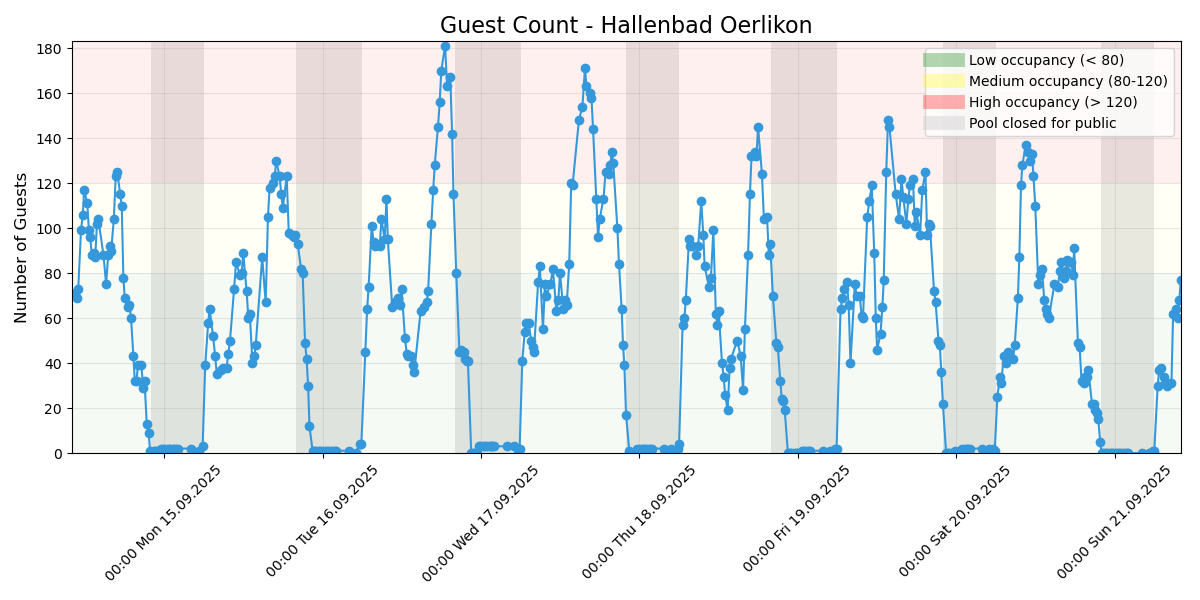 Guest Count - Hallenbad Oerlikon
Number of Guests
180
160
140
120
100
80
60
40
20
0
Low occupancy (< 80)
Medium occupancy (80-120)
High occupancy (> 120)
Pool closed for public
00:00 Mon 15.09.2025
00:00 Tue 16.09.2025
00:00 Wed 17.09.2025
00:00 Thu 18.09.2025
00:00 Fri 19.09.2025
00:00 Sat 20.09.2025
00:00 Sun 21.09.2025